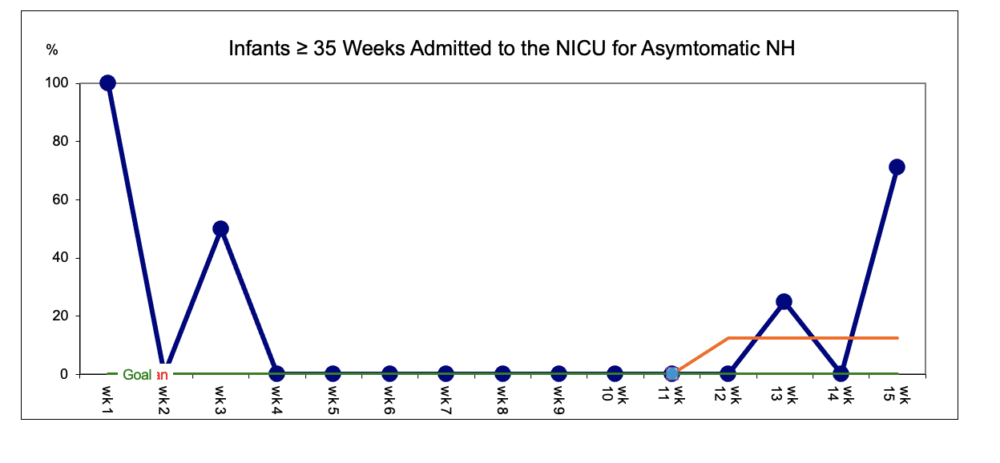 %
Infants ≥ 35 Weeks Admitted to the NICU for Asymtomatic NH
100
80
60
40
20
0
Goal an
wk 1
wk 2
wk 3
wk 4
wk 5
wk 6
wk 7
wk 8
wk 9
wk
10
wk
11
wk
12
wk
13
wk
14
wk
15